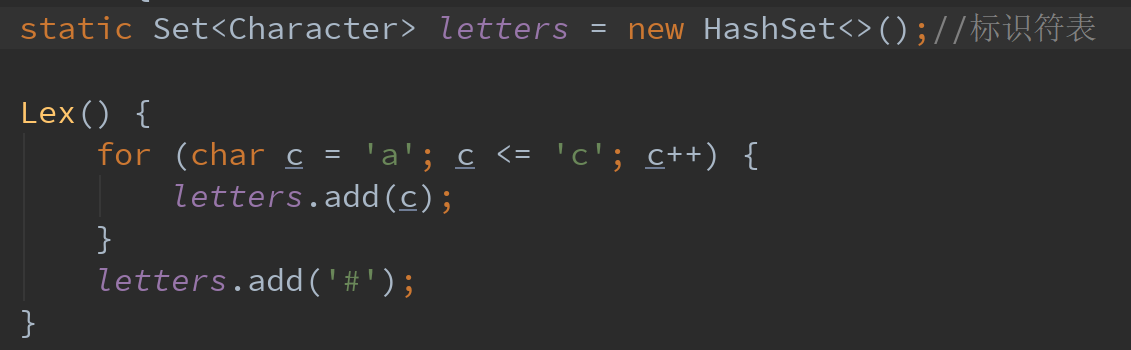 static Set<Character> letters = new HashSet<>();//标识符表
Lex() {
for (char c = 'a'; c <= 'c'; c++) {
letters.add(c);
}
letters.add('#');
}